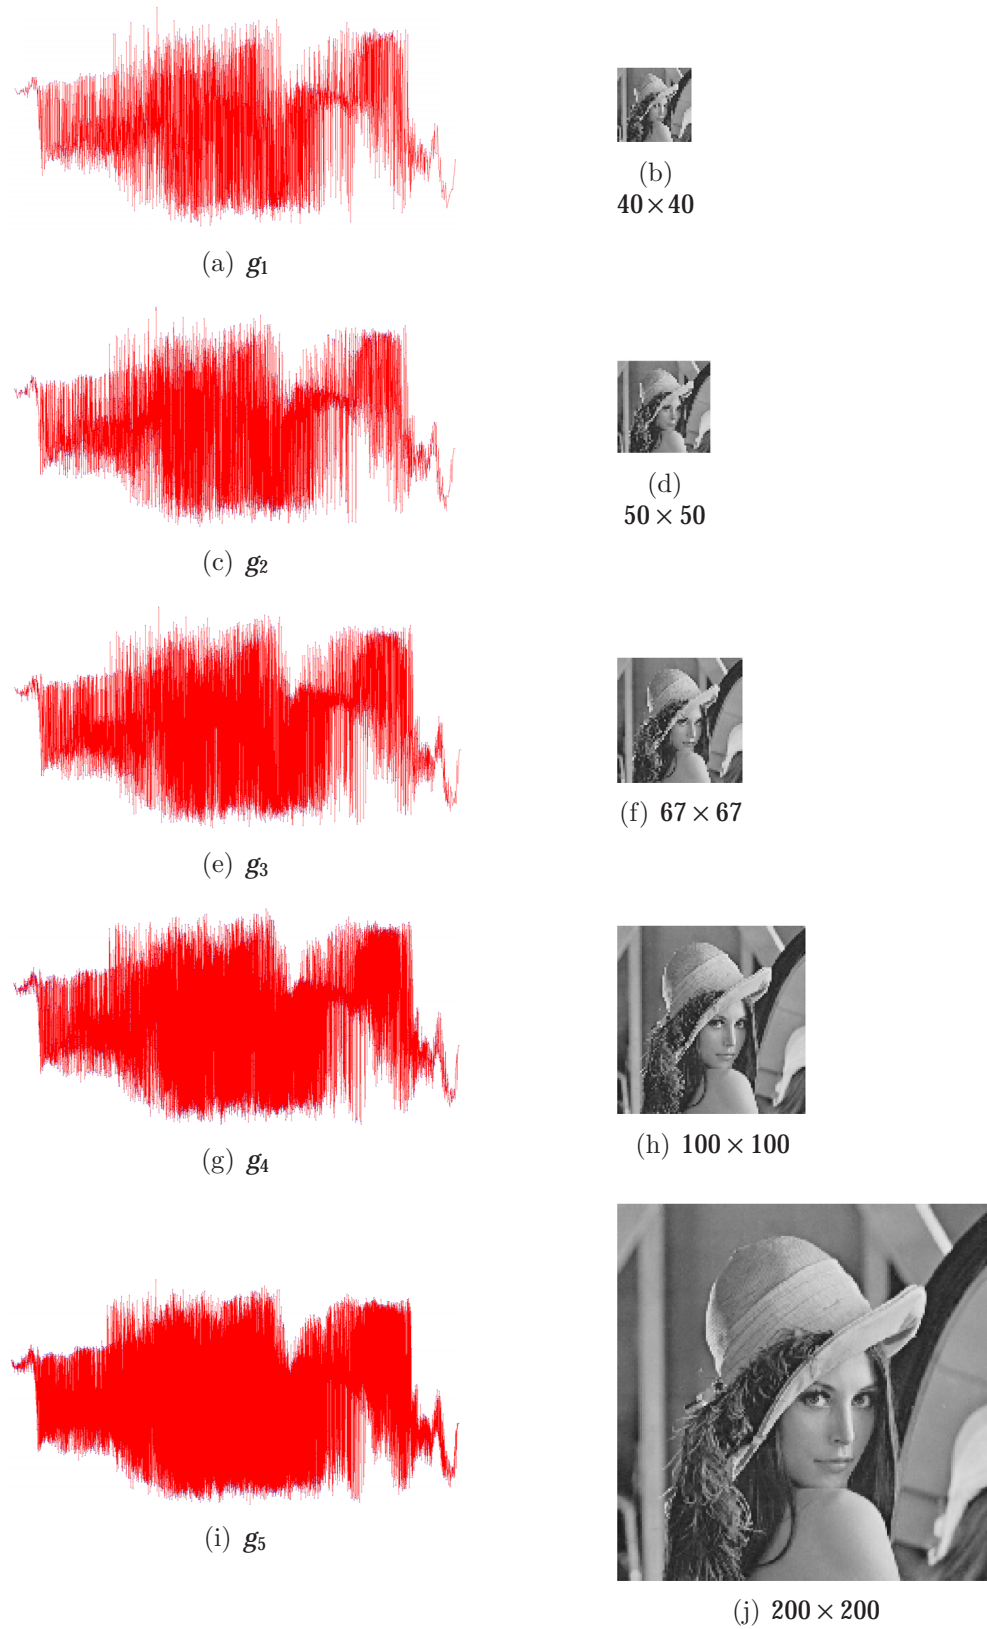 (b)
40 × 40
(a) g₁
(d)
50 × 50
(c) g₂
(f) 67 × 67
(e) g₃
(h) 100 × 100
(g) g₄
(i) g₅
(j) 200 × 200